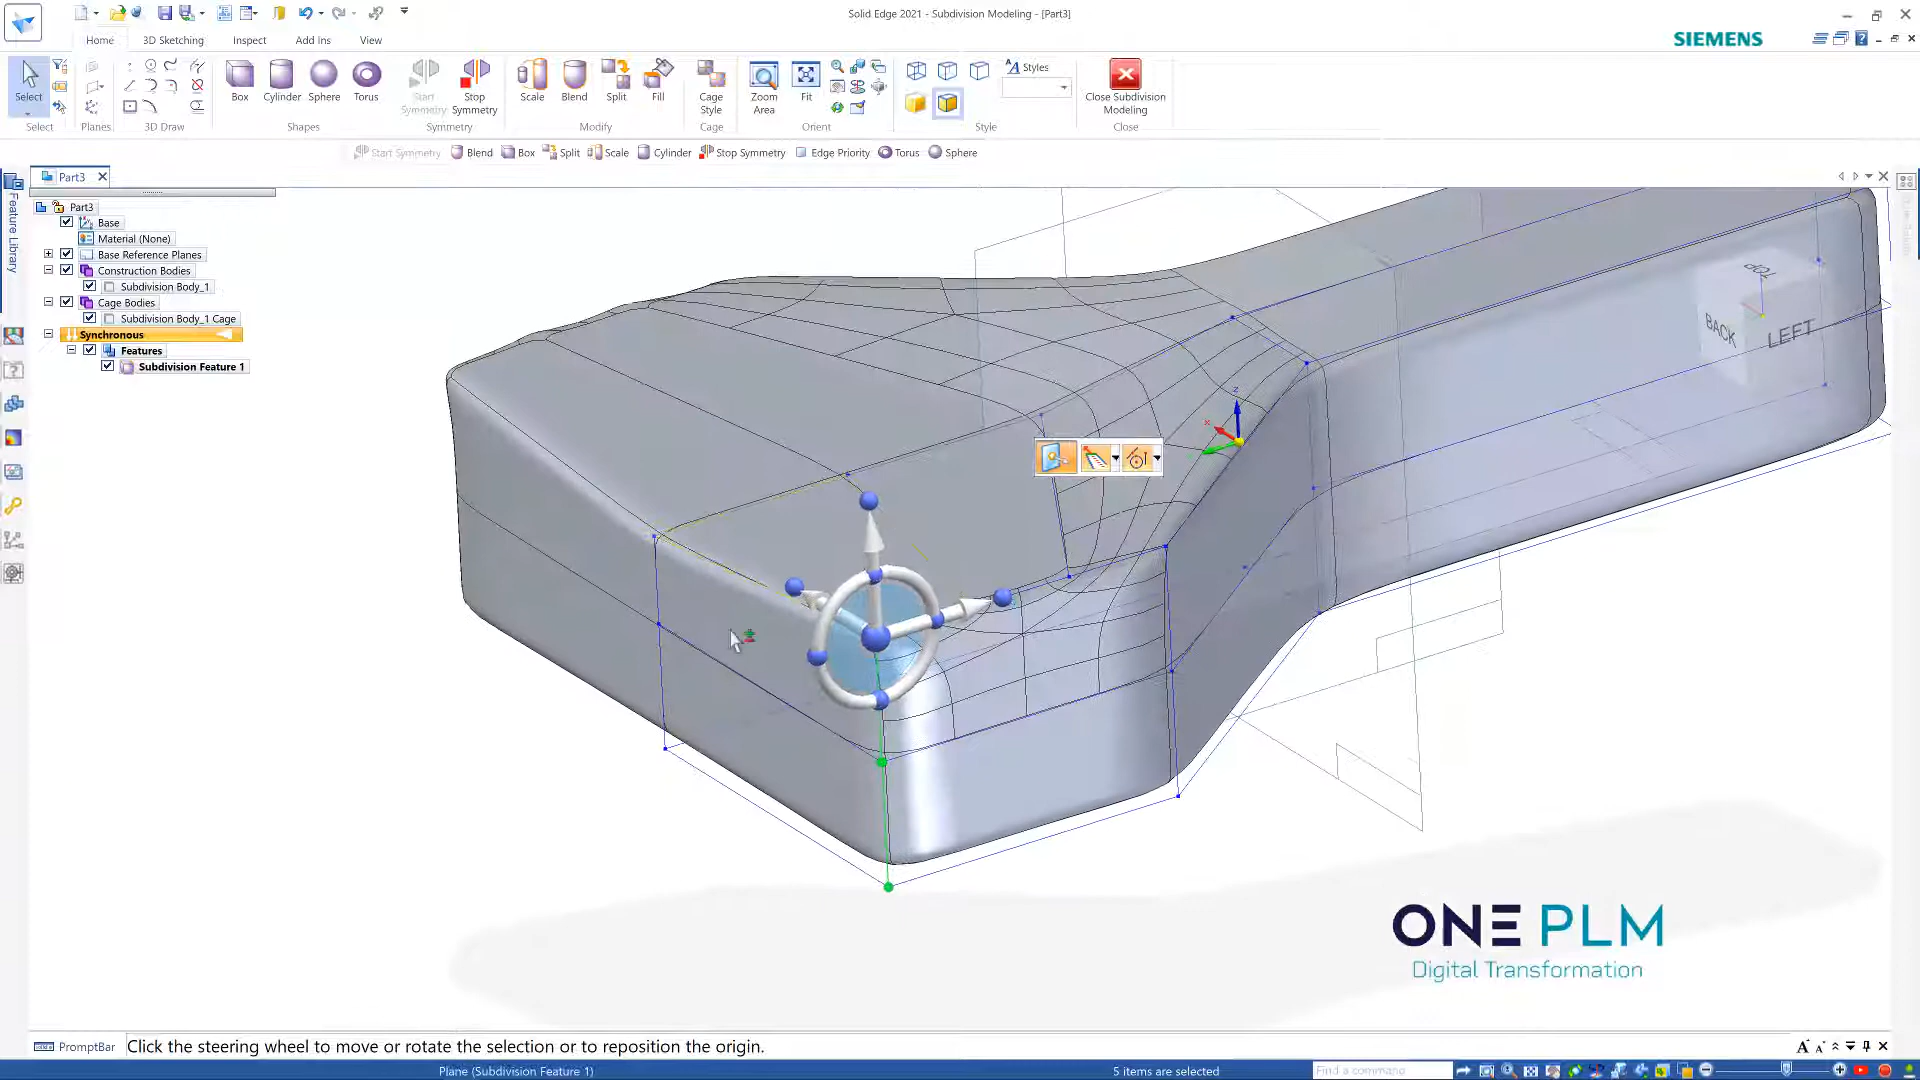 Solid Edge 2021 - Subdivision Modeling - [Part3]
Home
3D Sketching
Inspect
Add Ins
View
SIEMENS
Select
Box
Cylinder
Sphere
Torus
Start Symmetry
Stop Symmetry
Scale
Blend
Split
Fill
Cage Style
Zoom Area
Fit
Styles
Close Subdivision Modeling
Select
Planes
3D Draw
Shapes
Symmetry
Modify
Cage
Orient
Style
Close
Start Symmetry
Blend
Box
Split
Scale
Cylinder
Stop Symmetry
Edge Priority
Torus
Sphere
Part3
Feature Library
Part3
Base
Material (None)
Base Reference Planes
Construction Bodies
Subdivision Body_1
Cage Bodies
Subdivision Body_1 Cage
Synchronous
Features
Subdivision Feature 1
TOP
BACK
LEFT
z
x
ONE PLM
Digital Transformation
PromptBar
Click the steering wheel to move or rotate the selection or to reposition the origin.
Plane (Subdivision Feature 1)
5 items are selected
Find a command